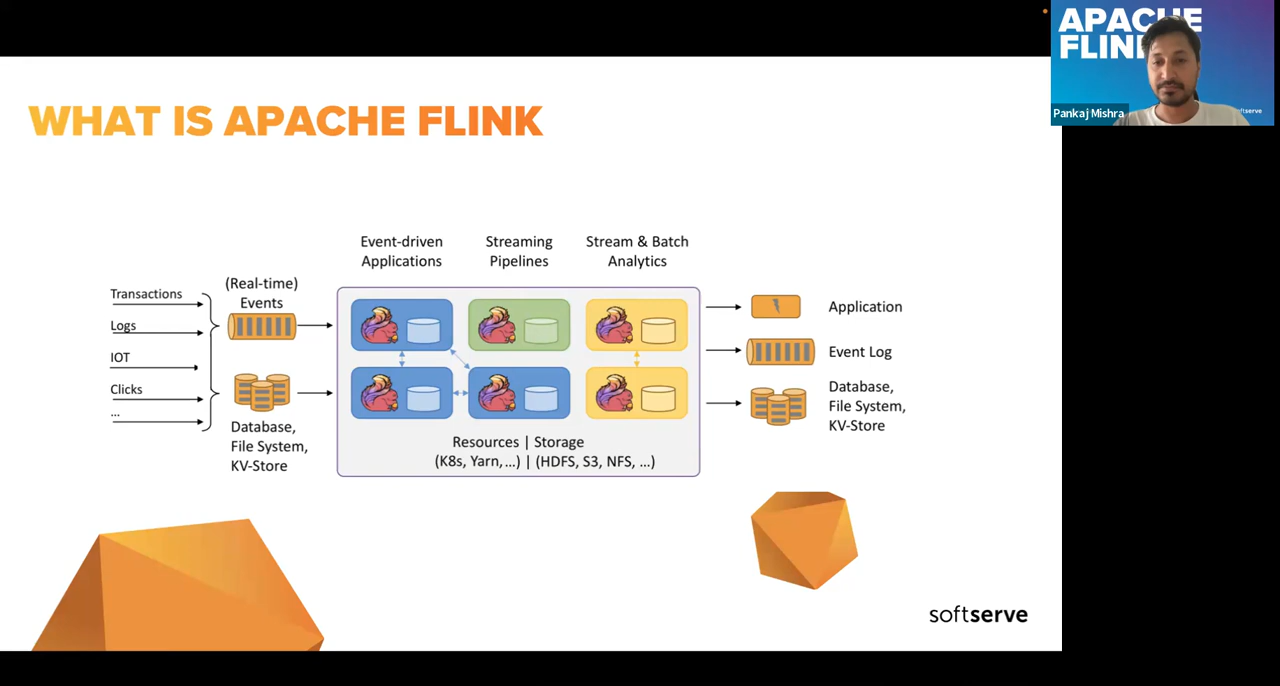 APACHE
FLINK
Pankaj Mishra
softserve
WHAT IS APACHE FLINK
Event-driven
Applications
Streaming
Pipelines
Stream & Batch
Analytics
Transactions
Logs
IOT
Clicks
...
(Real-time)
Events
Database,
File System,
KV-Store
Resources | Storage
(K8s, Yarn, ...) | (HDFS, S3, NFS, ...)
Application
Event Log
Database,
File System,
KV-Store
softserve